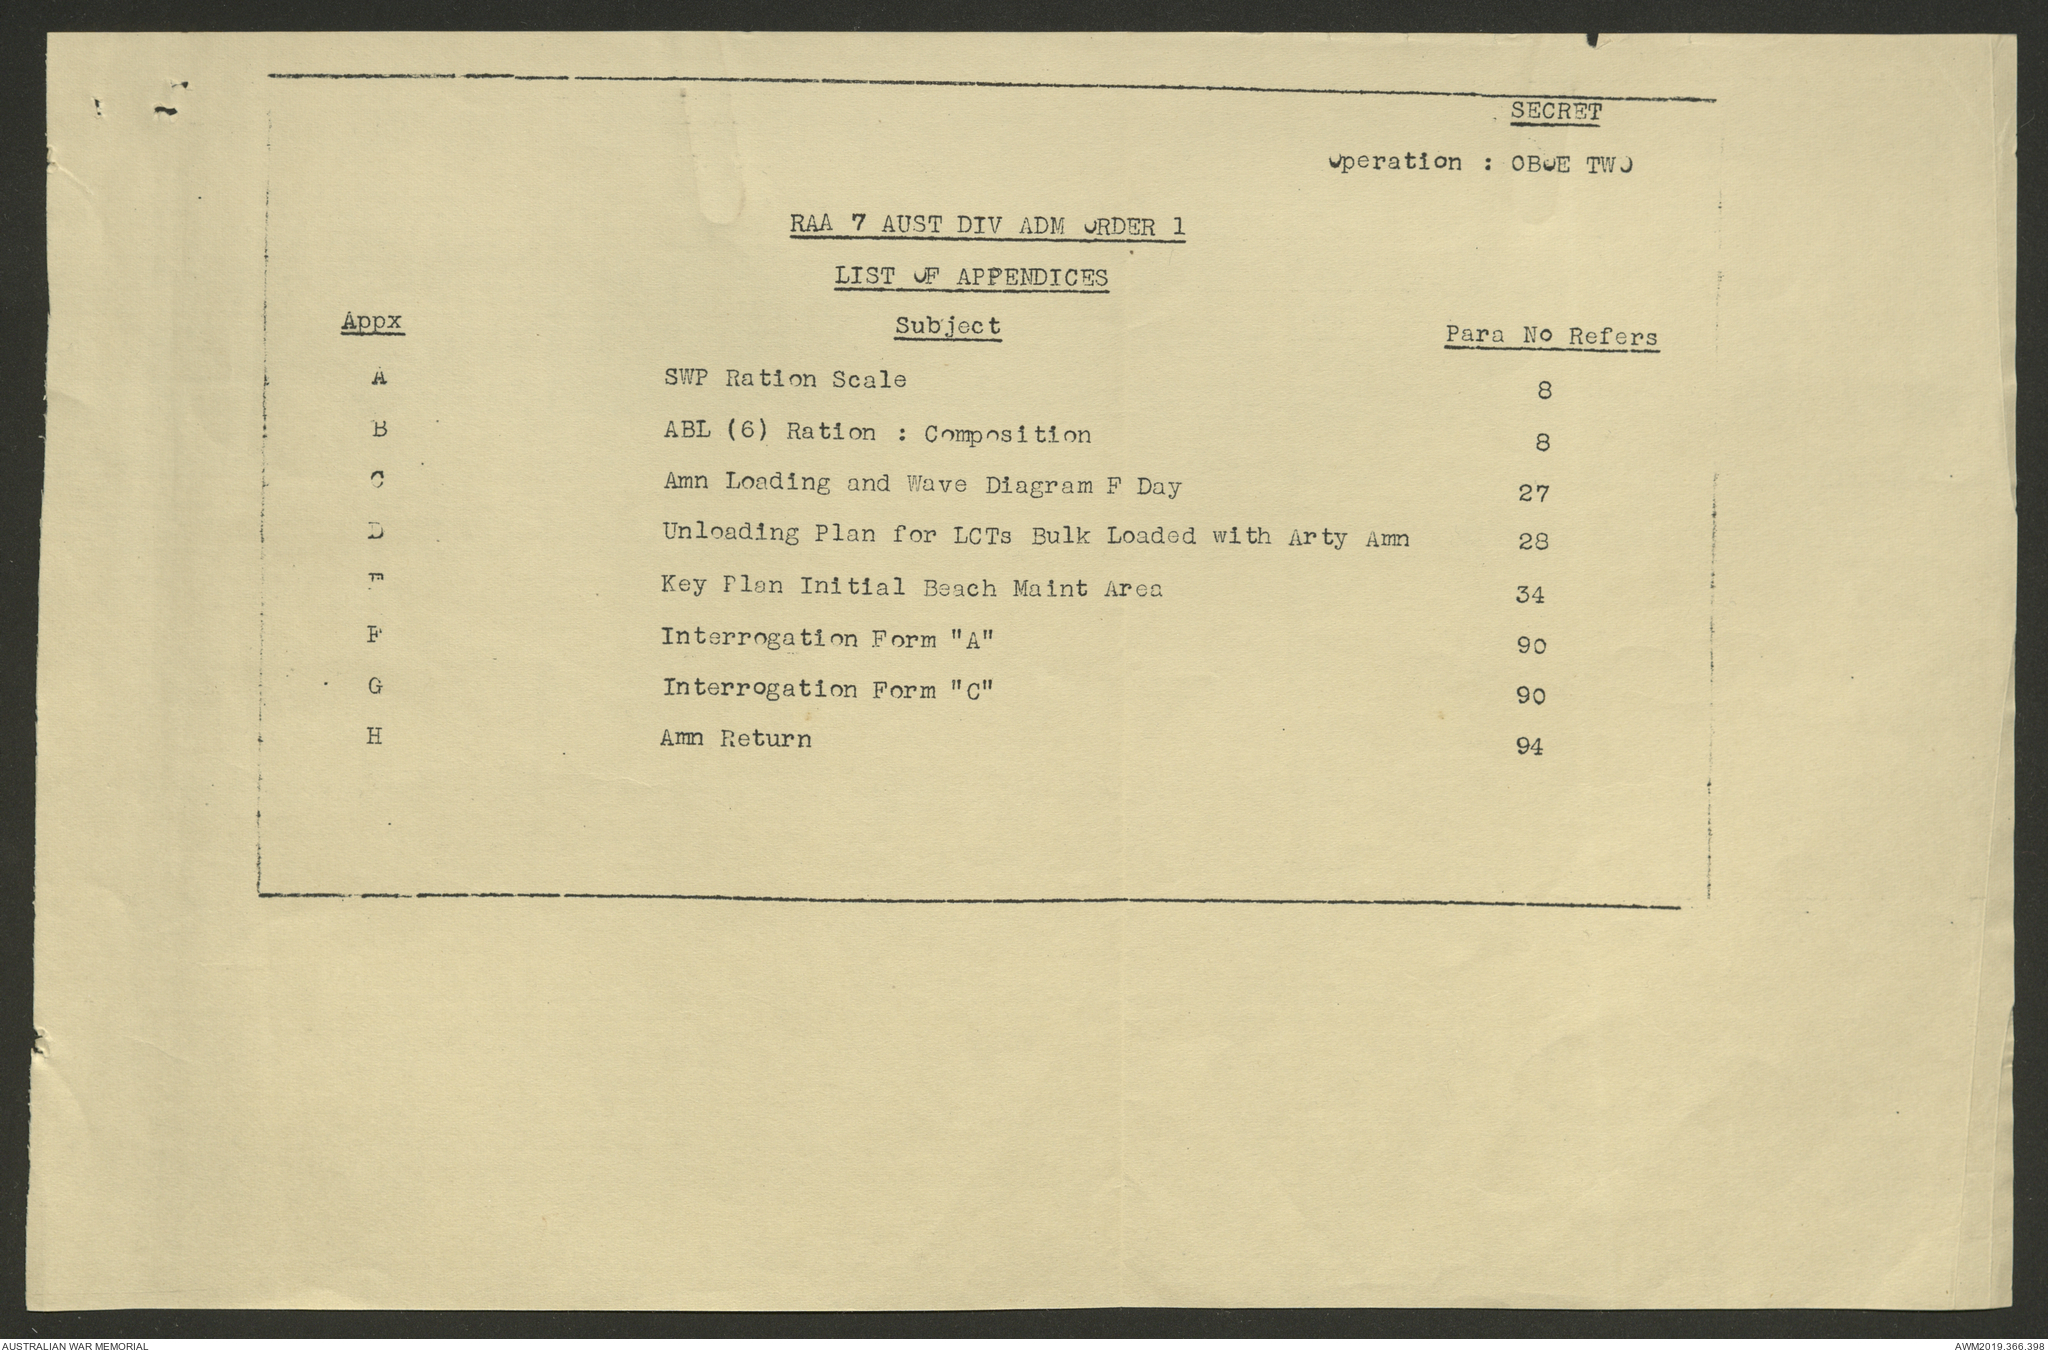 SECRET
Operation : OBOE TWO
RAA 7 AUST DIV ADM ORDER 1
LIST OF APPENDICES
Appx Subject Para No Refers
A SWP Ration Scale 8
B ABL (6) Ration : Composition 8
C Amn Loading and Wave Diagram F Day 27
D Unloading Plan for LCTs Bulk Loaded with Arty Amn 28
E Key Plan Initial Beach Maint Area 34
F Interrogation Form "A" 90
G Interrogation Form "C" 90
H Amn Return 94
AUSTRALIAN WAR MEMORIAL AWM2019.366.398